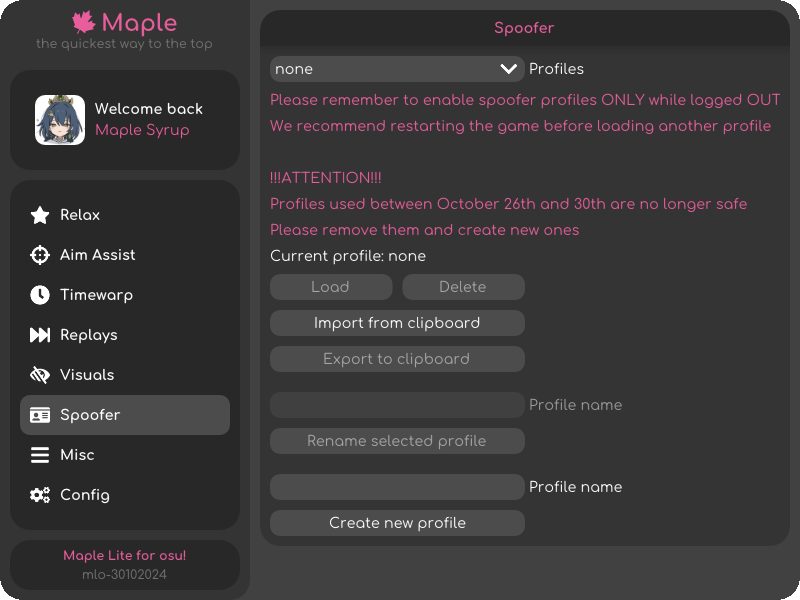 Maple
the quickest way to the top
Welcome back
Maple Syrup
Relax
Aim Assist
Timewarp
Replays
Visuals
Spoofer
Misc
Config
Maple Lite for osu!
mlo-30102024
Spoofer
none Profiles
Please remember to enable spoofer profiles ONLY while logged OUT
We recommend restarting the game before loading another profile
!!!ATTENTION!!!
Profiles used between October 26th and 30th are no longer safe
Please remove them and create new ones
Current profile: none
Load Delete
Import from clipboard
Export to clipboard
Profile name
Rename selected profile
Profile name
Create new profile